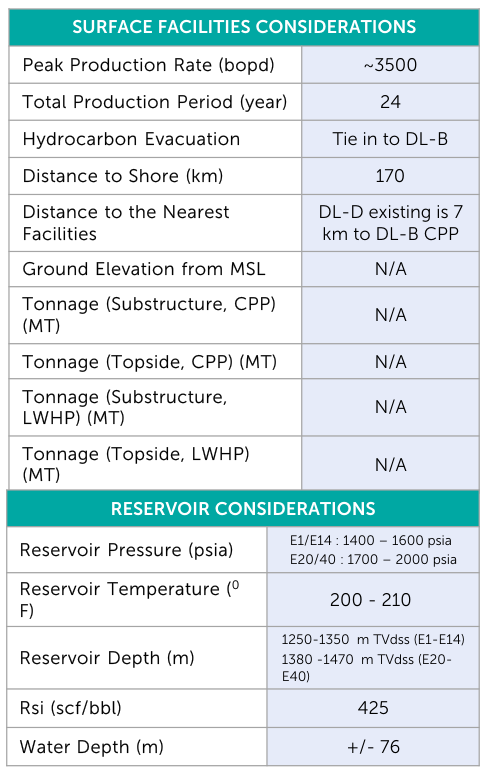 SURFACE FACILITIES CONSIDERATIONS
Peak Production Rate (bopd)
~3500
Total Production Period (year)
24
Hydrocarbon Evacuation
Tie in to DL-B
Distance to Shore (km)
170
Distance to the Nearest
Facilities
DL-D existing is 7
km to DL-B CPP
Ground Elevation from MSL
N/A
Tonnage (Substructure, CPP)
(MT)
N/A
Tonnage (Topside, CPP) (MT)
N/A
Tonnage (Substructure,
LWHP) (MT)
N/A
Tonnage (Topside, LWHP)
(MT)
N/A
RESERVOIR CONSIDERATIONS
Reservoir Pressure (psia)
E1/E14 : 1400 – 1600 psia
E20/40 : 1700 – 2000 psia
Reservoir Temperature (⁰
F)
200 - 210
Reservoir Depth (m)
1250-1350 m TVdss (E1-E14)
1380 -1470 m TVdss (E20-
E40)
Rsi (scf/bbl)
425
Water Depth (m)
+/- 76